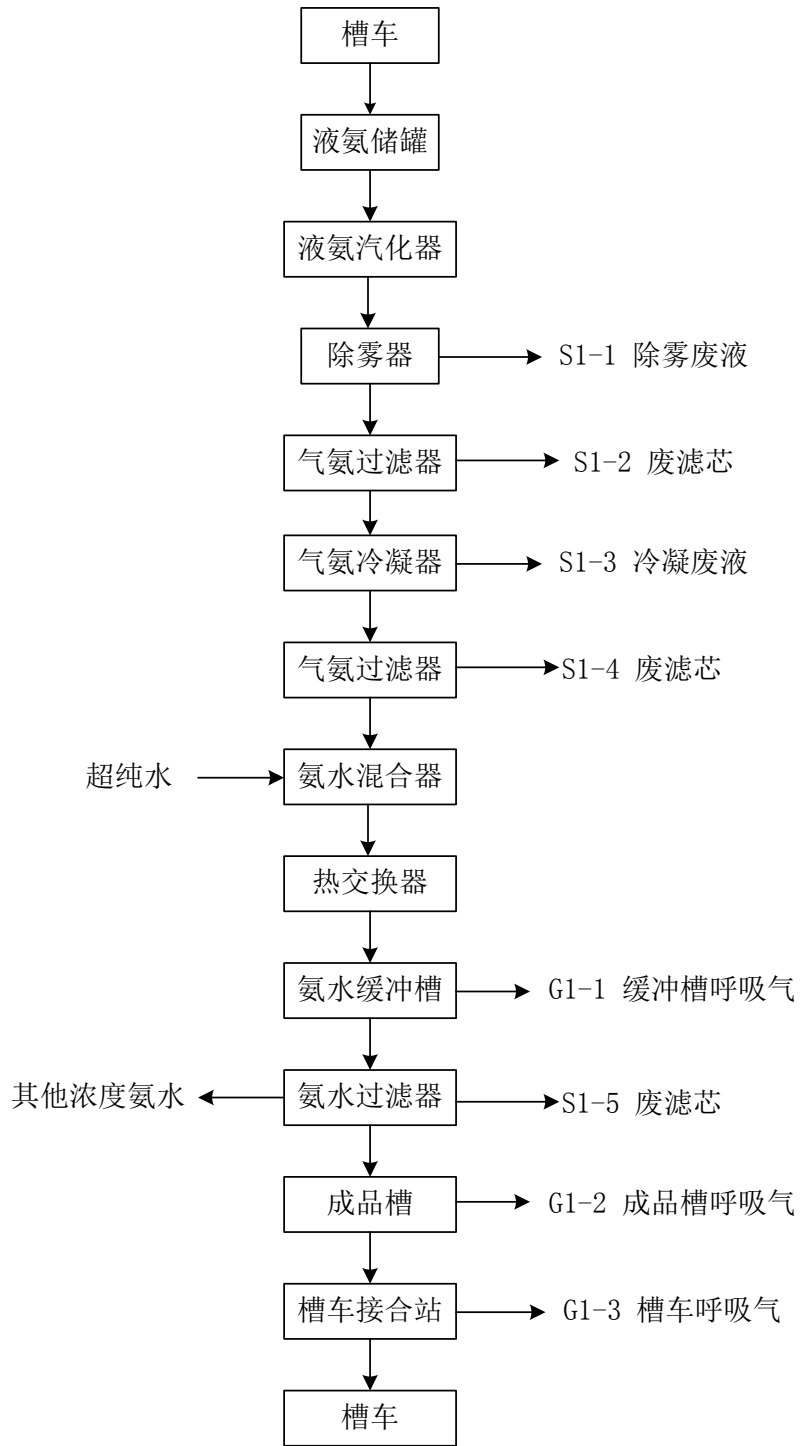 槽车
液氨储罐
液氨汽化器
除雾器
S1-1 除雾废液
气氨过滤器
S1-2 废滤芯
气氨冷凝器
S1-3 冷凝废液
气氨过滤器
S1-4 废滤芯
超纯水
氨水混合器
热交换器
氨水缓冲槽
G1-1 缓冲槽呼吸气
其他浓度氨水
氨水过滤器
S1-5 废滤芯
成品槽
G1-2 成品槽呼吸气
槽车接合站
G1-3 槽车呼吸气
槽车